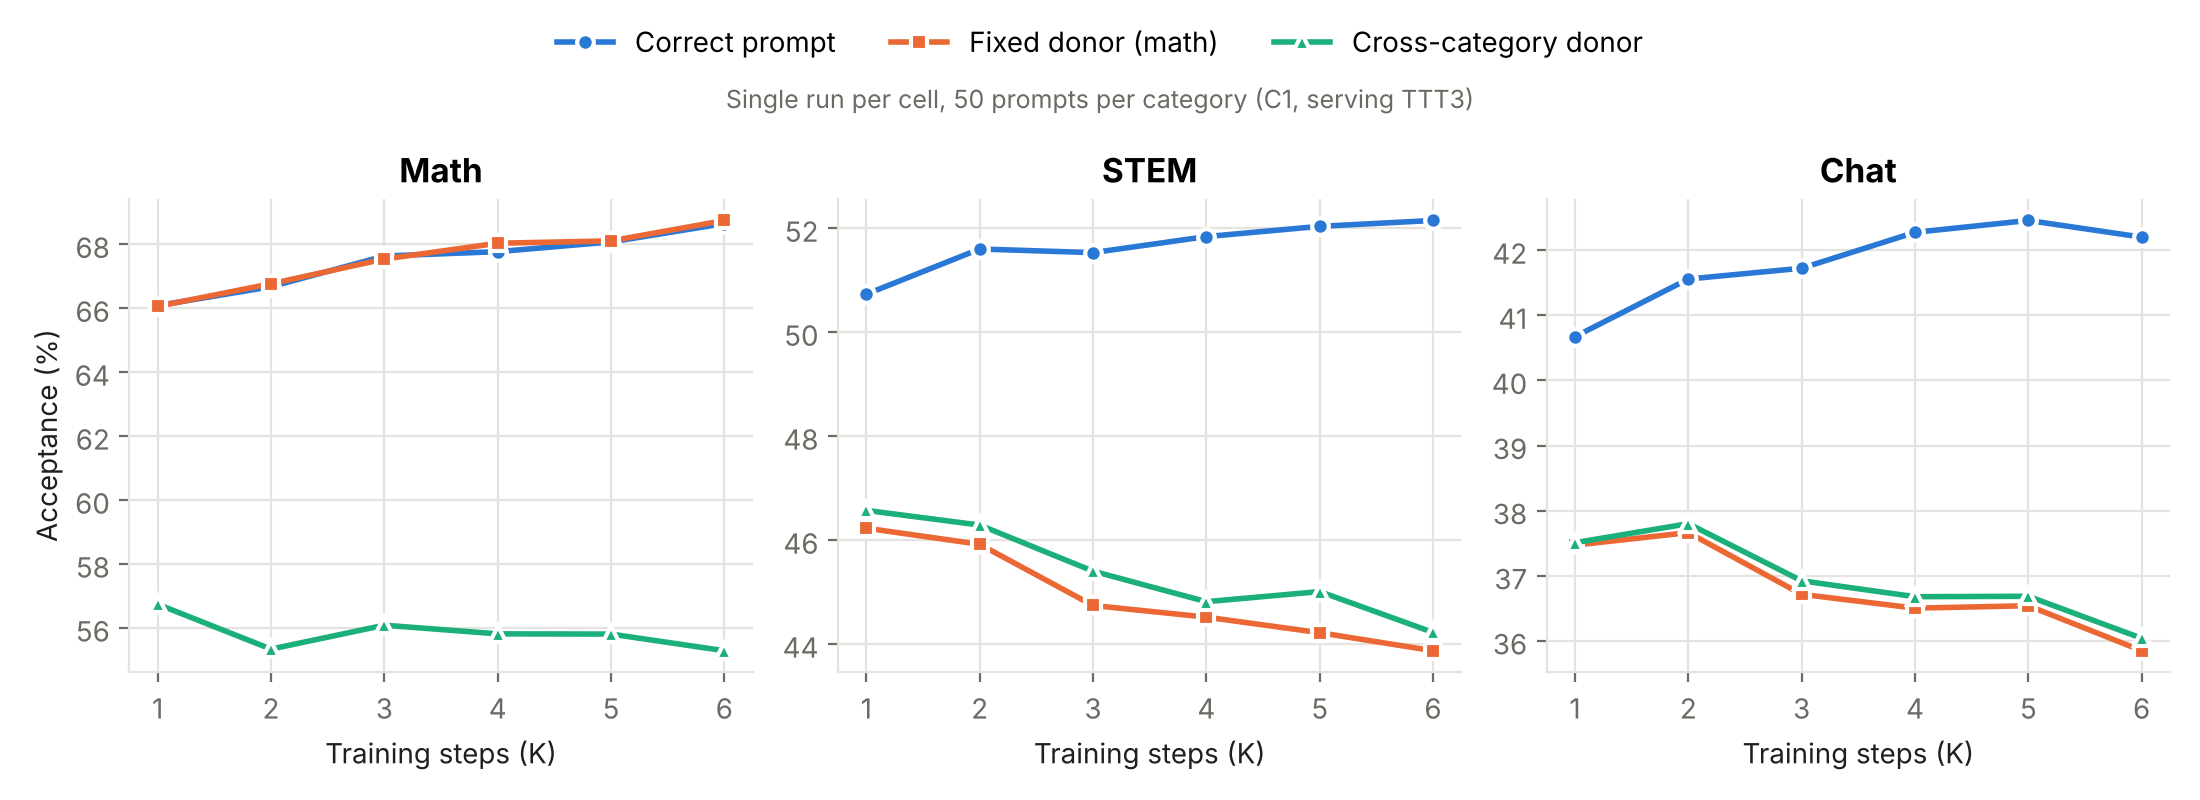 Correct prompt Fixed donor (math) Cross-category donor
Single run per cell, 50 prompts per category (C1, serving TTT3)
Math
Acceptance (%)
68
66
64
62
60
58
56
1 2 3 4 5 6
Training steps (K)
STEM
52
50
48
46
44
1 2 3 4 5 6
Training steps (K)
Chat
42
41
40
39
38
37
36
1 2 3 4 5 6
Training steps (K)